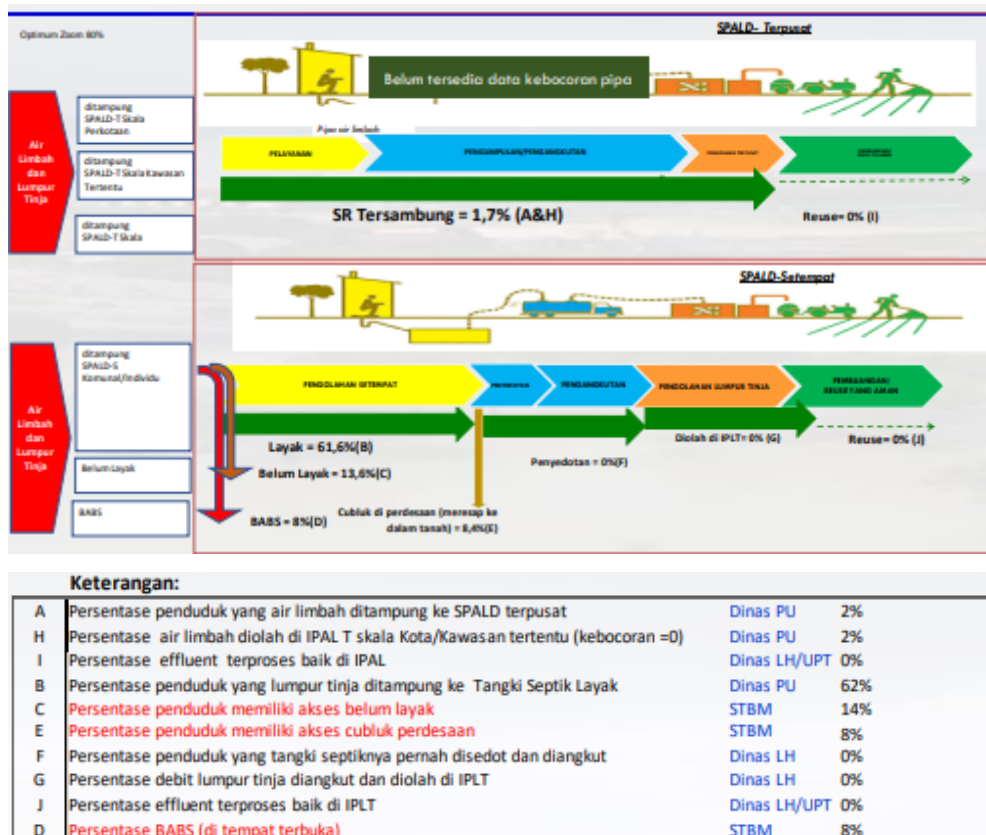 SPALD- Terpusat
Optimum Zoom 80%
Belum tersedia data kebocoran pipa
Pipa air limbah
Air
Limbah
dan
Lumpur
Tinja
ditampung
SPALD-T Skala
Perkotaan
ditampung
SPALD-T Skala Kawasan
Tertentu
ditampung
SPALD-T Skala
PELAYANAN
PENGUMPULAN/PENGANGKUTAN
SR Tersambung = 1,7% (A&H)
Reuse= 0% (I)
SPALD-Setempat
Air
Limbah
dan
Lumpur
Tinja
ditampung
SPALD-S
Komunal/Individu
Belum Layak
BABS
PENGOLAHAN SETEMPAT
PENYEDOTAN
PENGANGKUTAN
PENGOLAHAN LUMPUR TINJA
PEMBUANGAN/
REUSE YANG AMAN
Layak = 61,6%(B)
Belum Layak = 13,6%(C)
BABS = 8%(D)
Cubluk di perdesaan (meresap ke
dalam tanah) = 8,4%(E)
Penyedotan = 0%(F)
Diolah di IPLT= 0% (G)
Reuse= 0% (J)
Keterangan:
A Persentase penduduk yang air limbah ditampung ke SPALD terpusat Dinas PU 2%
H Persentase air limbah diolah di IPAL T skala Kota/Kawasan tertentu (kebocoran =0) Dinas PU 2%
I Persentase effluent terproses baik di IPAL Dinas LH/UPT 0%
B Persentase penduduk yang lumpur tinja ditampung ke Tangki Septik Layak Dinas PU 62%
C Persentase penduduk memiliki akses belum layak STBM 14%
E Persentase penduduk memiliki akses cubluk perdesaan STBM 8%
F Persentase penduduk yang tangki septiknya pernah disedot dan diangkut Dinas LH 0%
G Persentase debit lumpur tinja diangkut dan diolah di IPLT Dinas LH 0%
J Persentase effluent terproses baik di IPLT Dinas LH/UPT 0%
D Persentase BABS (di tempat terbuka) STBM 8%